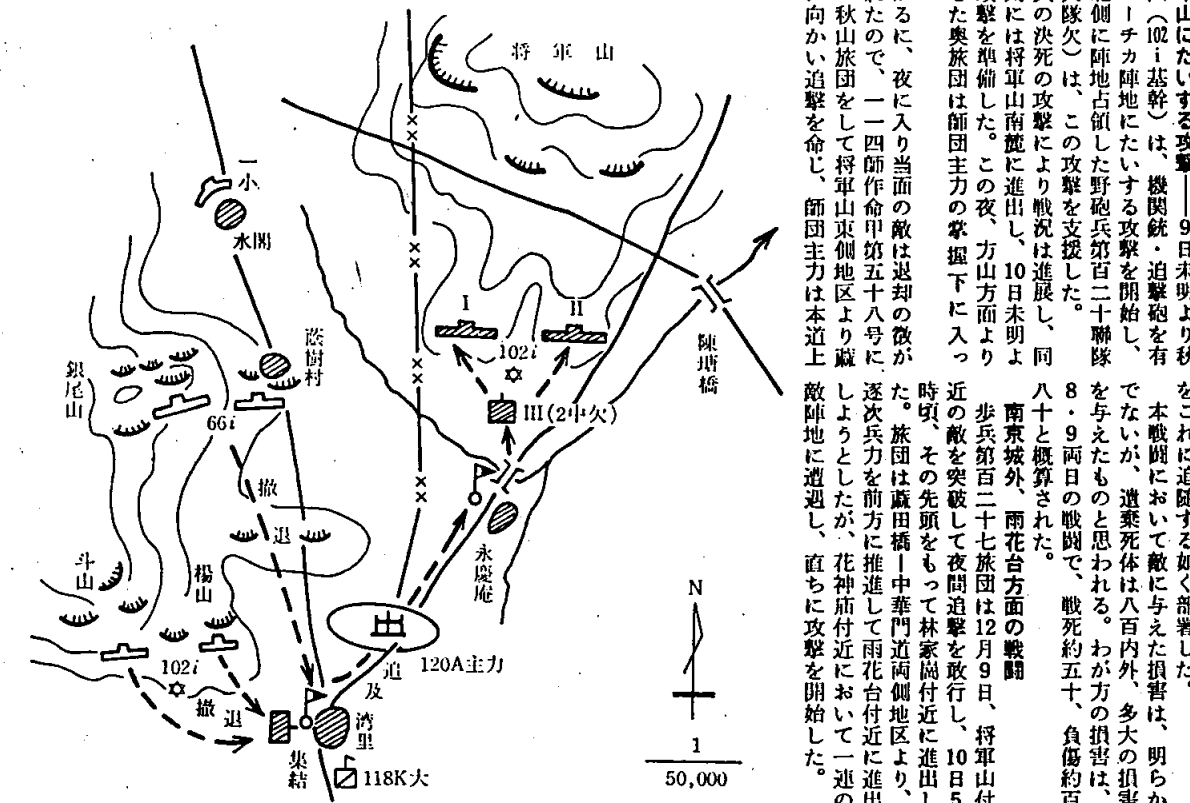 山にたいする攻撃——9日未明より秋
（102i基幹）は、機関銃・追撃砲を有
ーチカ陣地にたいする攻撃を開始し、
側に陣地占領した野砲兵第百二十聯隊
隊欠）は、この攻撃を支援した。
の決死の攻撃により戦況は進展し、同
には将軍山南麓に進出し、10日未明よ
撃を準備した。この夜、方山方面より
た奥旅団は師団主力の掌握下に入っ
るに、夜に入り当面の敵は退却の徴が
たので、一一四師作命甲第五十八号に
秋山旅団をして将軍山東側地区より蔵
向かい追撃を命じ、師団主力は本道上
をこれに追随する如く部署した。
本戦闘において敵に与えた損害は、明らか
でないが、遺棄死体は八百内外、多大の損害
を与えたものと思われる。わが方の損害は、
8・9両日の戦闘で、戦死約五十、負傷約百
八十と概算された。
南京城外、雨花台方面の戦闘
歩兵第百二十七旅団は12月9日、将軍山付
近の敵を突破して夜間追撃を敢行し、10日5
時頃、その先頭をもって林家崗付近に進出し
た。旅団は蔵田橋―中華門道両側地区より、
逐次兵力を前方に推進して雨花台付近に進出
しようとしたが、花神庙付近において一連の
敵陣地に遭遇し、直ちに攻撃を開始した。
将軍山
一小
水閣
I
II
102i
陳塘橋
蔭樹村
銀尾山
66i
III(2中欠)
撤退
永慶庵
斗山
楊山
N
120A主力
追及
102i
撤退
湾里
集結
118K大
1
50,000